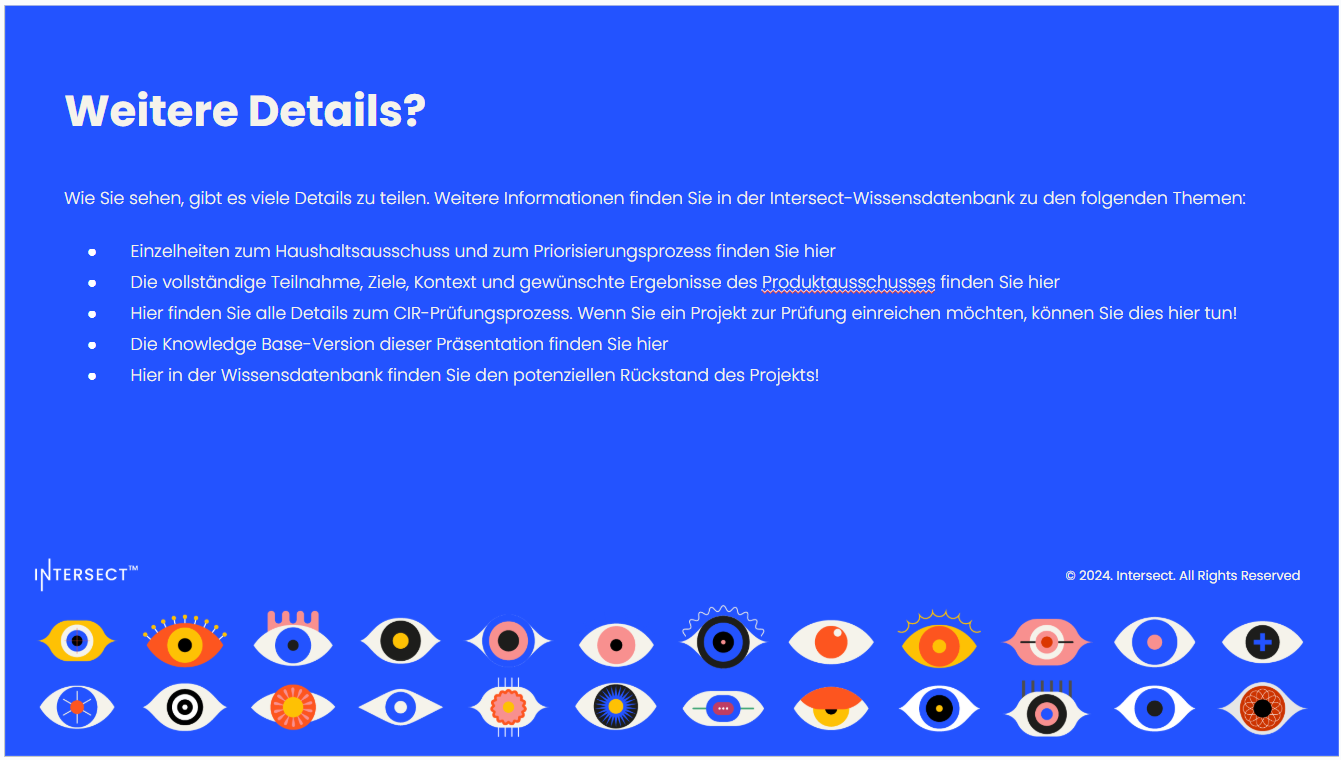 Weitere Details?
Wie Sie sehen, gibt es viele Details zu teilen. Weitere Informationen finden Sie in der Intersect-Wissensdatenbank zu den folgenden Themen:
● Einzelheiten zum Haushaltsausschuss und zum Priorisierungsprozess finden Sie hier
● Die vollständige Teilnahme, Ziele, Kontext und gewünschte Ergebnisse des Produktausschusses finden Sie hier
● Hier finden Sie alle Details zum CIR-Prüfungsprozess. Wenn Sie ein Projekt zur Prüfung einreichen möchten, können Sie dies hier tun!
● Die Knowledge Base-Version dieser Präsentation finden Sie hier
● Hier in der Wissensdatenbank finden Sie den potenziellen Rückstand des Projekts!
INTERSECT™
© 2024. Intersect. All Rights Reserved